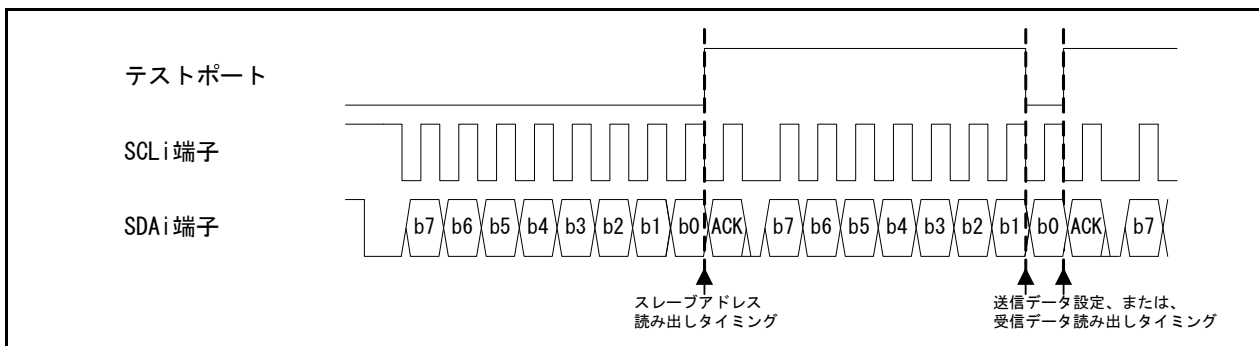 テストポート
SCLi端子
SDAi端子
b7 b6 b5 b4 b3 b2 b1 b0 ACK b7 b6 b5 b4 b3 b2 b1 b0 ACK b7
スレーブアドレス
読み出しタイミング
送信データ設定、または、
受信データ読み出しタイミング